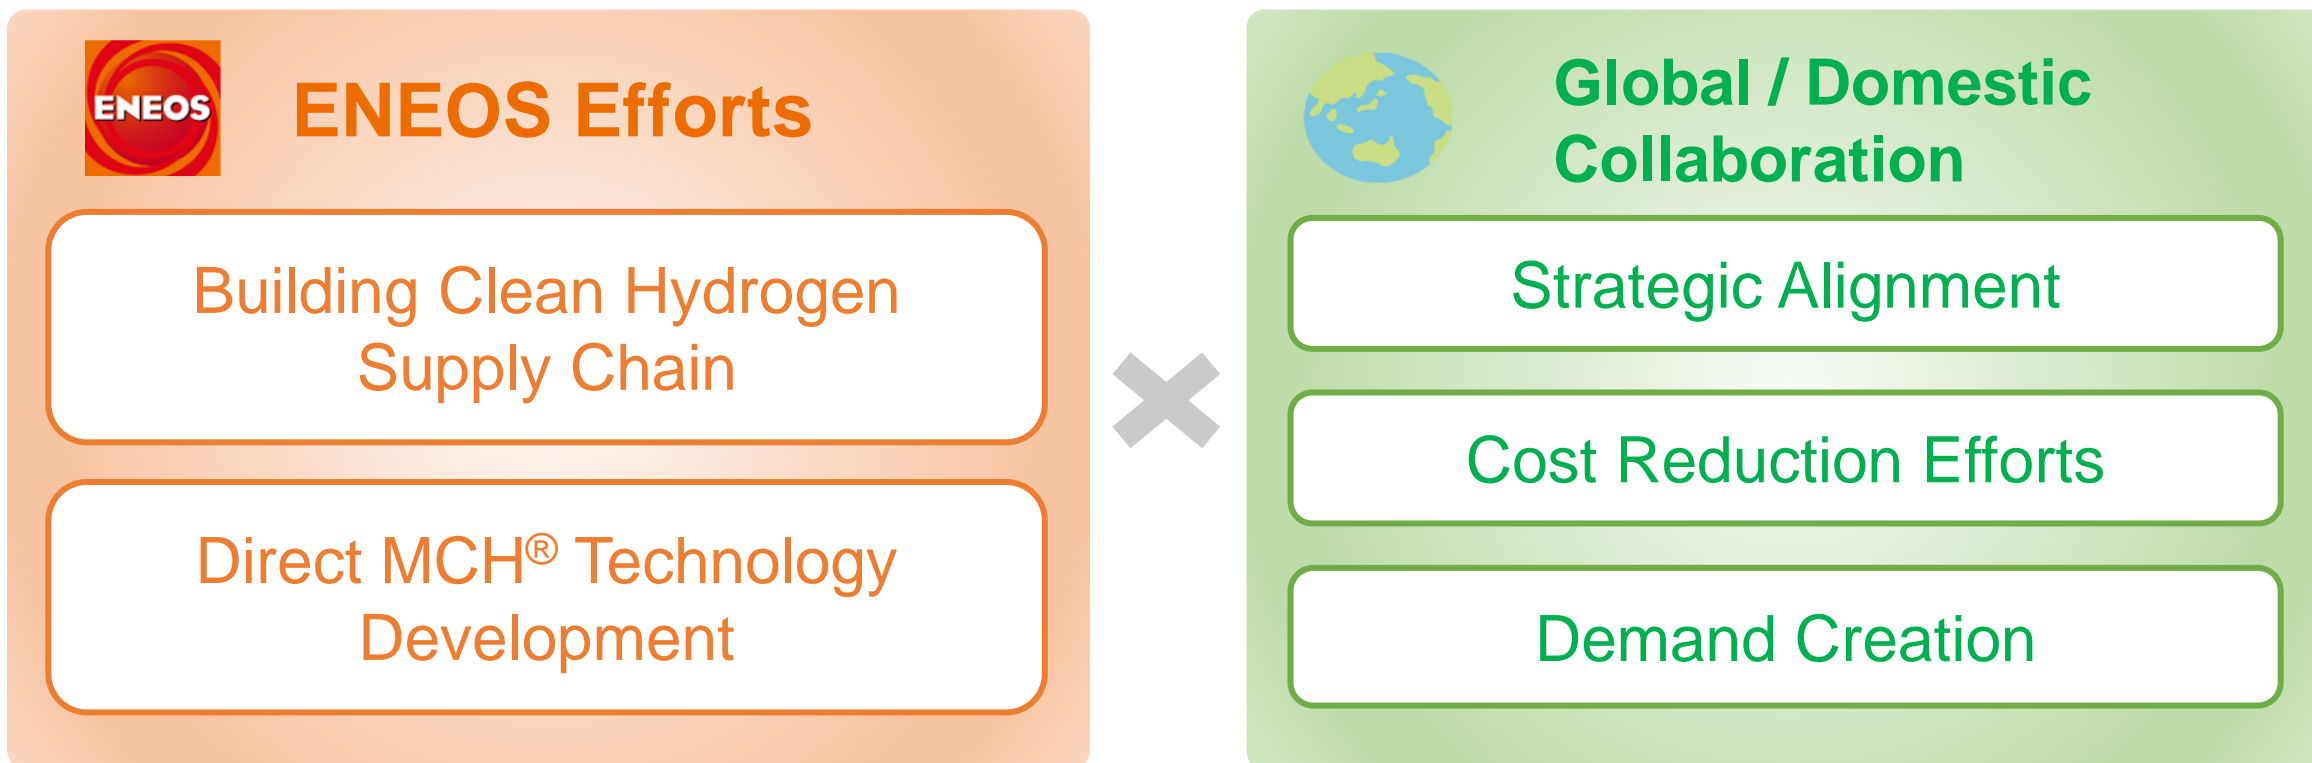 ENEOS
ENEOS Efforts
Building Clean Hydrogen
Supply Chain
Direct MCH® Technology
Development
Global / Domestic
Collaboration
Strategic Alignment
Cost Reduction Efforts
Demand Creation